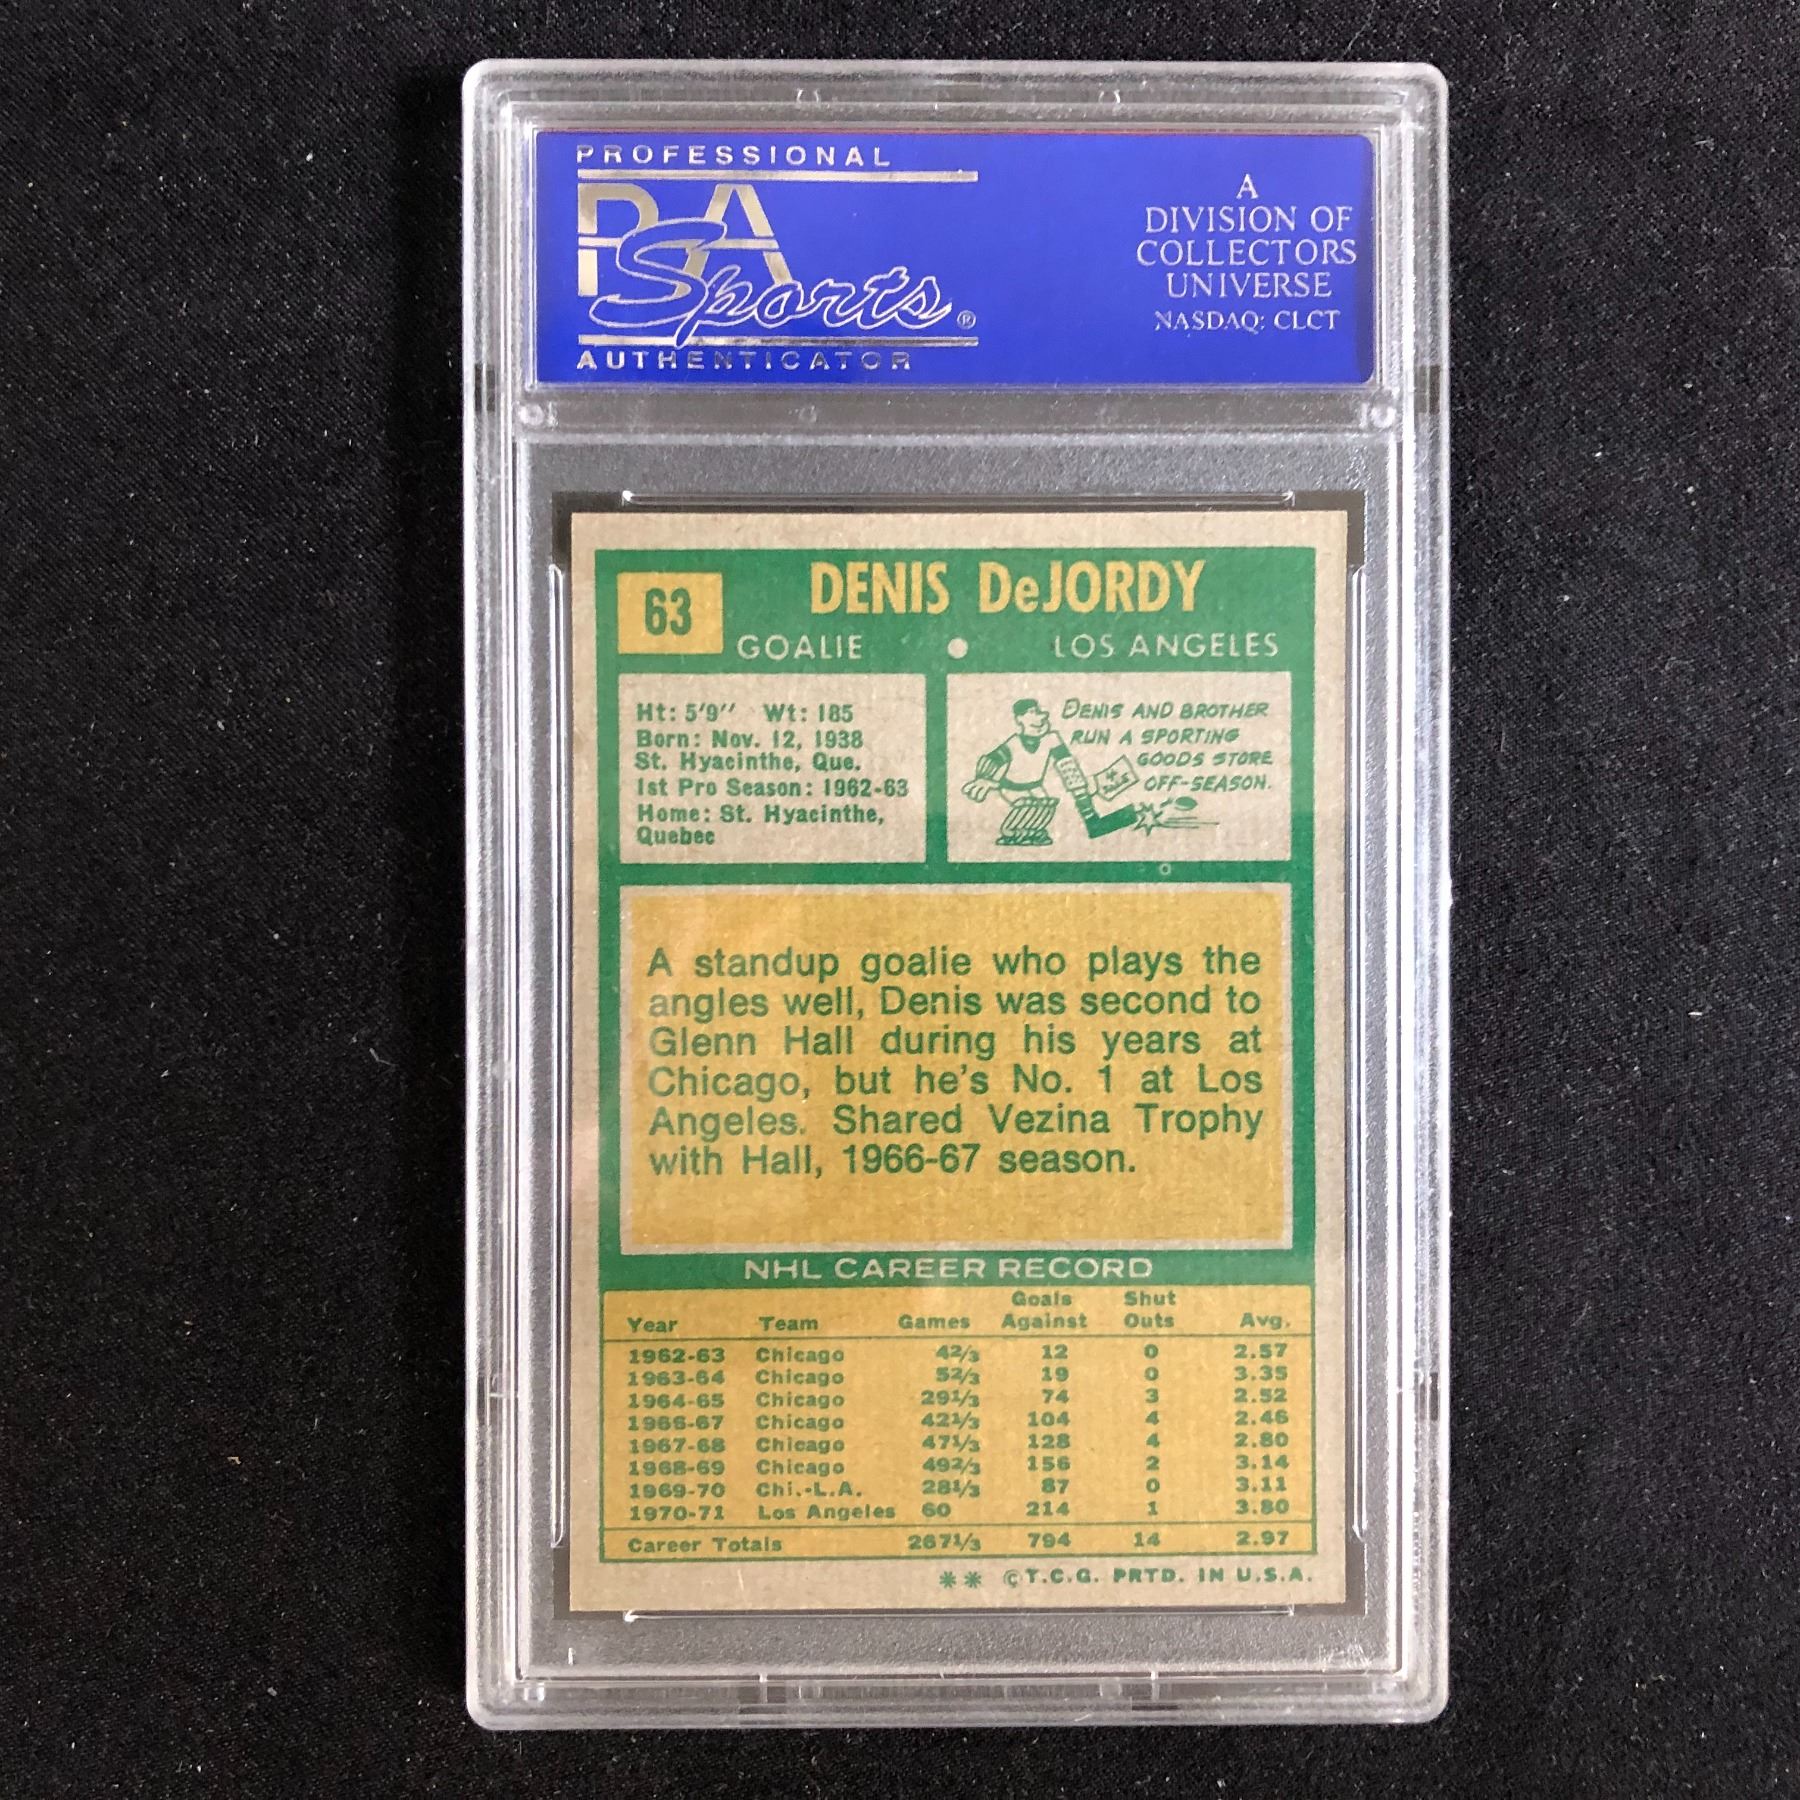 PROFESSIONAL
PSA
Sports®
AUTHENTICATOR
A
DIVISION OF
COLLECTORS
UNIVERSE
NASDAQ: CLCT
63
DENIS DeJORDY
GOALIE • LOS ANGELES
Ht: 5'9" Wt: 185
Born: Nov. 12, 1938
St. Hyacinthe, Que.
1st Pro Season: 1962-63
Home: St. Hyacinthe,
Quebec
DENIS AND BROTHER
RUN A SPORTING
GOODS STORE
OFF-SEASON.
A standup goalie who plays the
angles well, Denis was second to
Glenn Hall during his years at
Chicago, but he's No. 1 at Los
Angeles. Shared Vezina Trophy
with Hall, 1966-67 season.
NHL CAREER RECORD
Year Team Games Goals Against Shut Outs Avg.
1962-63 Chicago 42/3 12 0 2.57
1963-64 Chicago 52/3 19 0 3.35
1964-65 Chicago 291/3 74 3 2.52
1966-67 Chicago 421/3 104 4 2.46
1967-68 Chicago 471/3 128 4 2.80
1968-69 Chicago 492/3 156 2 3.14
1969-70 Chi.-L.A. 281/3 87 0 3.11
1970-71 Los Angeles 60 214 1 3.80
Career Totals 2671/3 794 14 2.97
** ©T.C.G. PRTD. IN U.S.A.